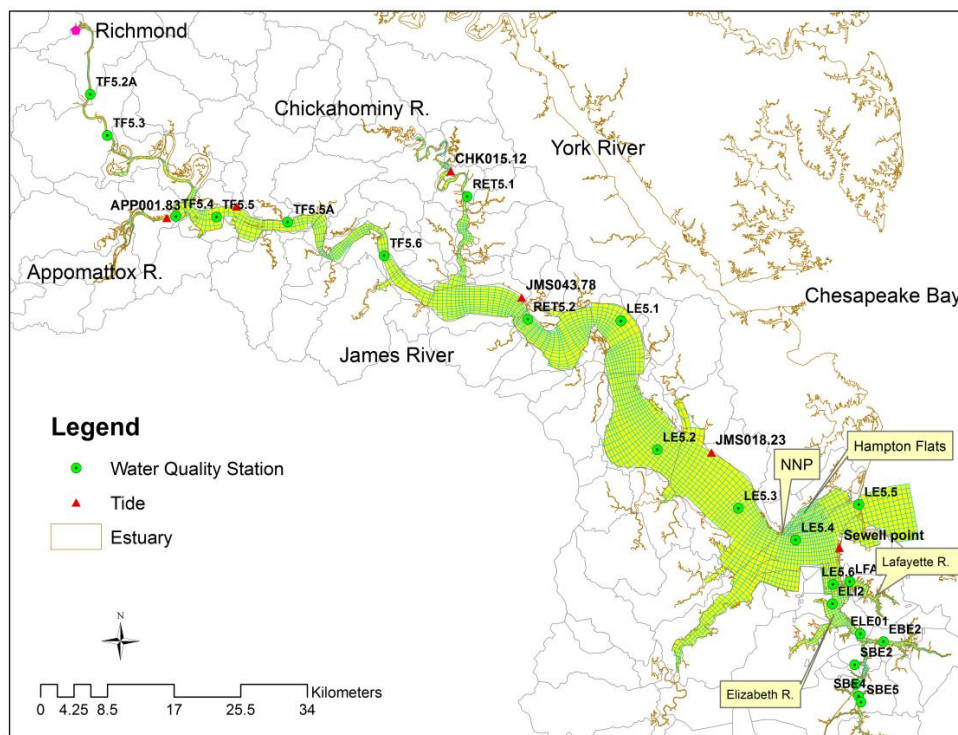 Richmond
TF5.2A
Chickahominy R.
TF5.3
York River
CHK015.12
RET5.1
APP001.83
TF5.4
TF5.5
TF5.5A
TF5.6
Appomattox R.
JMS043.78
Chesapeake Bay
RET5.2
LE5.1
James River
Legend
Water Quality Station
Tide
Estuary
LE5.2
JMS018.23
NNP
Hampton Flats
LE5.3
LE5.5
LE5.4
Sewell point
Lafayette R.
LE5.6
LFA
ELI2
ELE01
EBE2
SBE2
SBE4
SBE5
Elizabeth R.
N
Kilometers
0 4.25 8.5 17 25.5 34